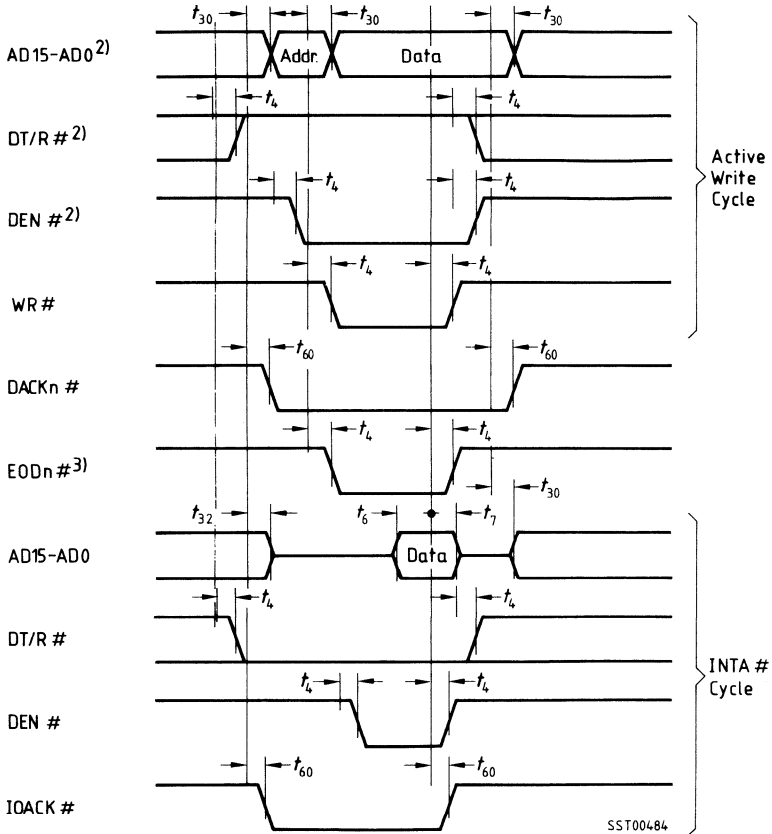 t30 t30 t30
AD15-AD0 2) Addr. Data
t4 t4
DT/R # 2)
t4 t4
DEN # 2)
t4 t4
WR #
Active
Write
Cycle
t60 t60
DACKn #
t4 t4
EODn # 3)
t30
t32 t6 t7
AD15-AD0 Data
t4 t4
DT/R #
t4 t4
DEN #
t60 t60
IOACK #
INTA #
Cycle
SST00484